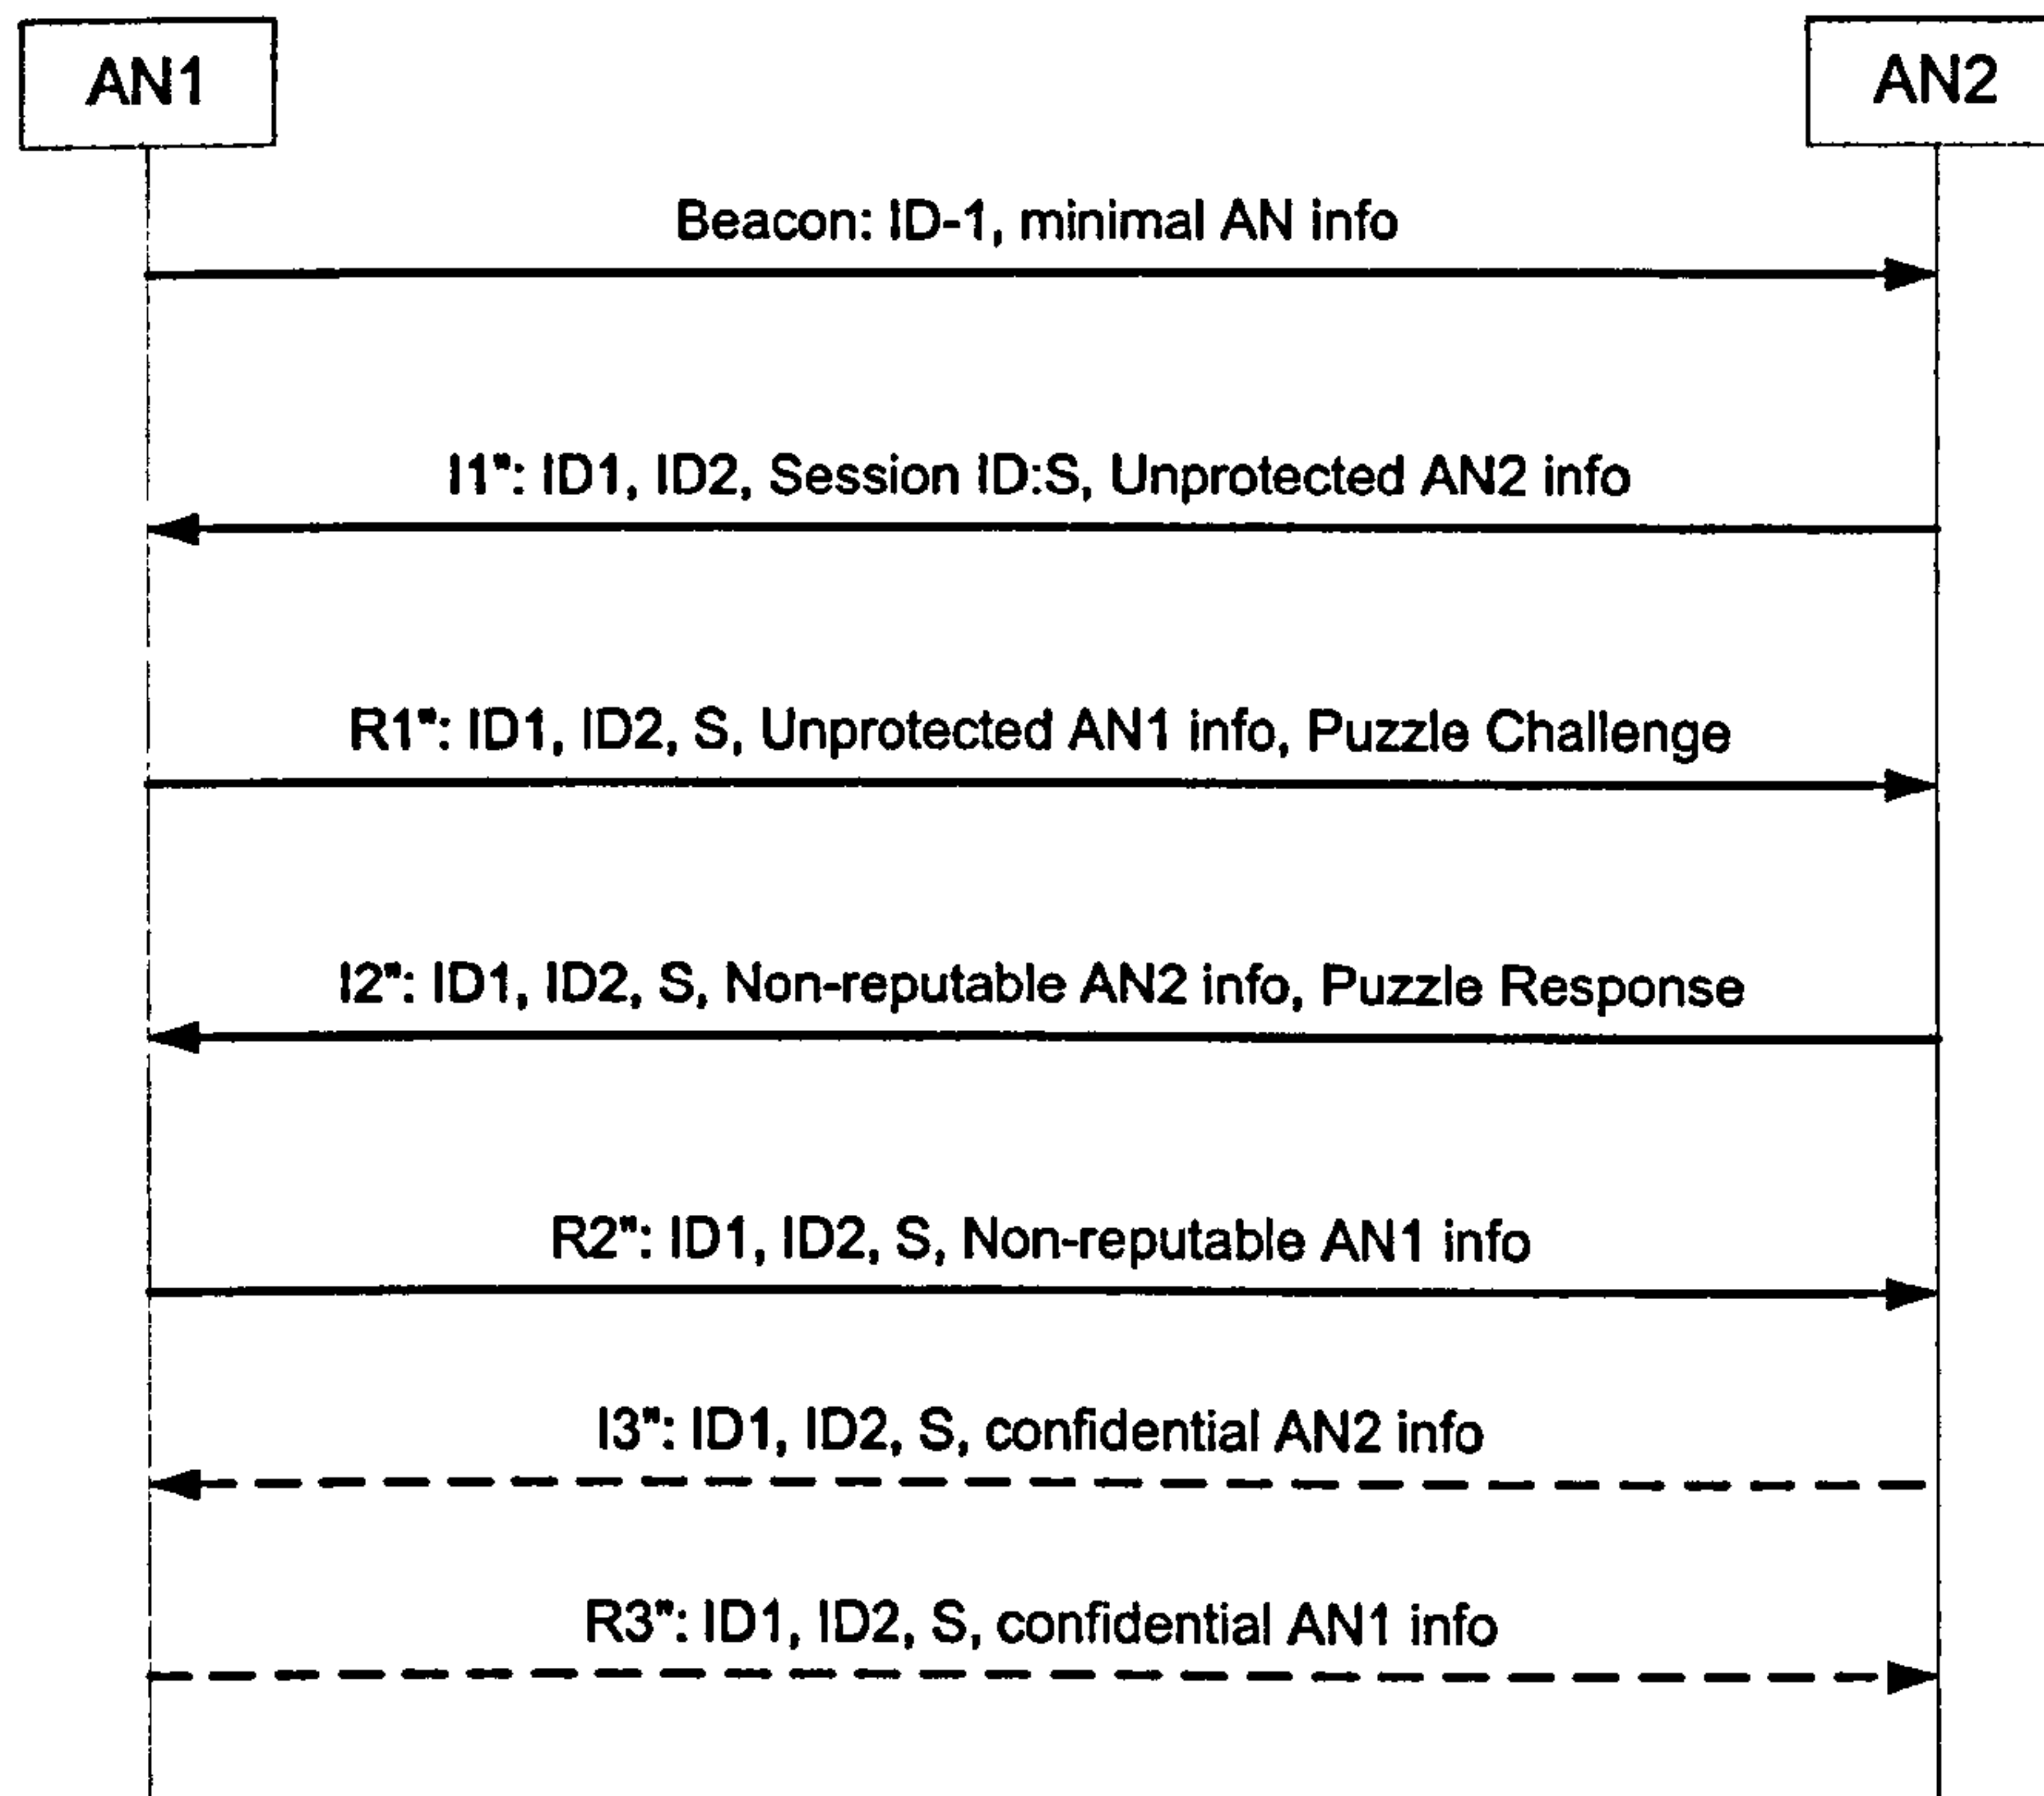 AN1
AN2
Beacon: ID-1, minimal AN info
I1": ID1, ID2, Session ID:S, Unprotected AN2 info
R1": ID1, ID2, S, Unprotected AN1 info, Puzzle Challenge
I2": ID1, ID2, S, Non-reputable AN2 info, Puzzle Response
R2": ID1, ID2, S, Non-reputable AN1 info
I3": ID1, ID2, S, confidential AN2 info
R3": ID1, ID2, S, confidential AN1 info